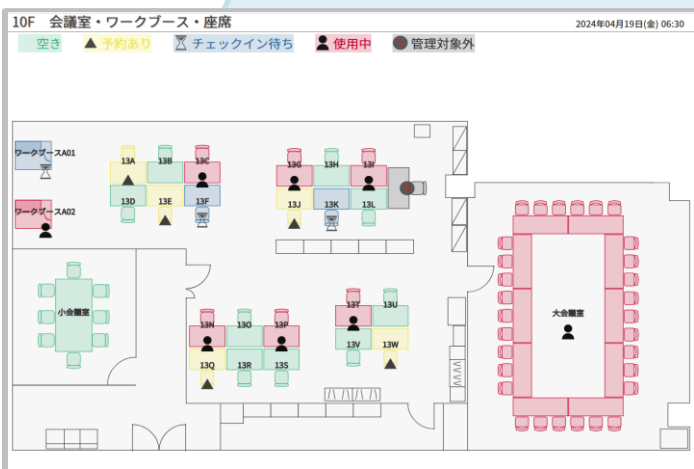 10F 会議室・ワークブース・座席
2024年04月19日(金) 06:30
空き 予約あり チェックイン待ち 使用中 管理対象外
ワークブースA01
13A 13B 13C
13G 13H 13I
13D 13E 13F
13J 13K 13L
ワークブースA02
小会議室
13T 13U
大会議室
13N 13O 13P
13V 13W
13Q 13R 13S